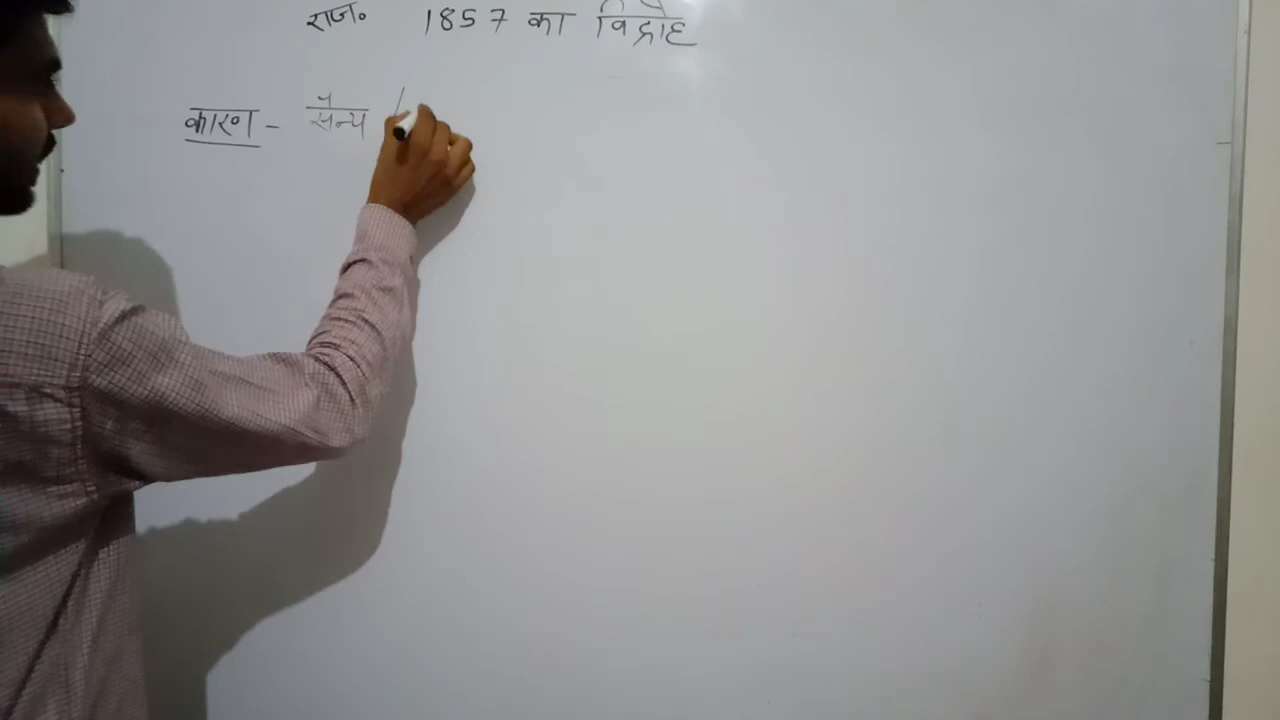 राज० 1857 का विद्रोह
कारण - सैन्य /